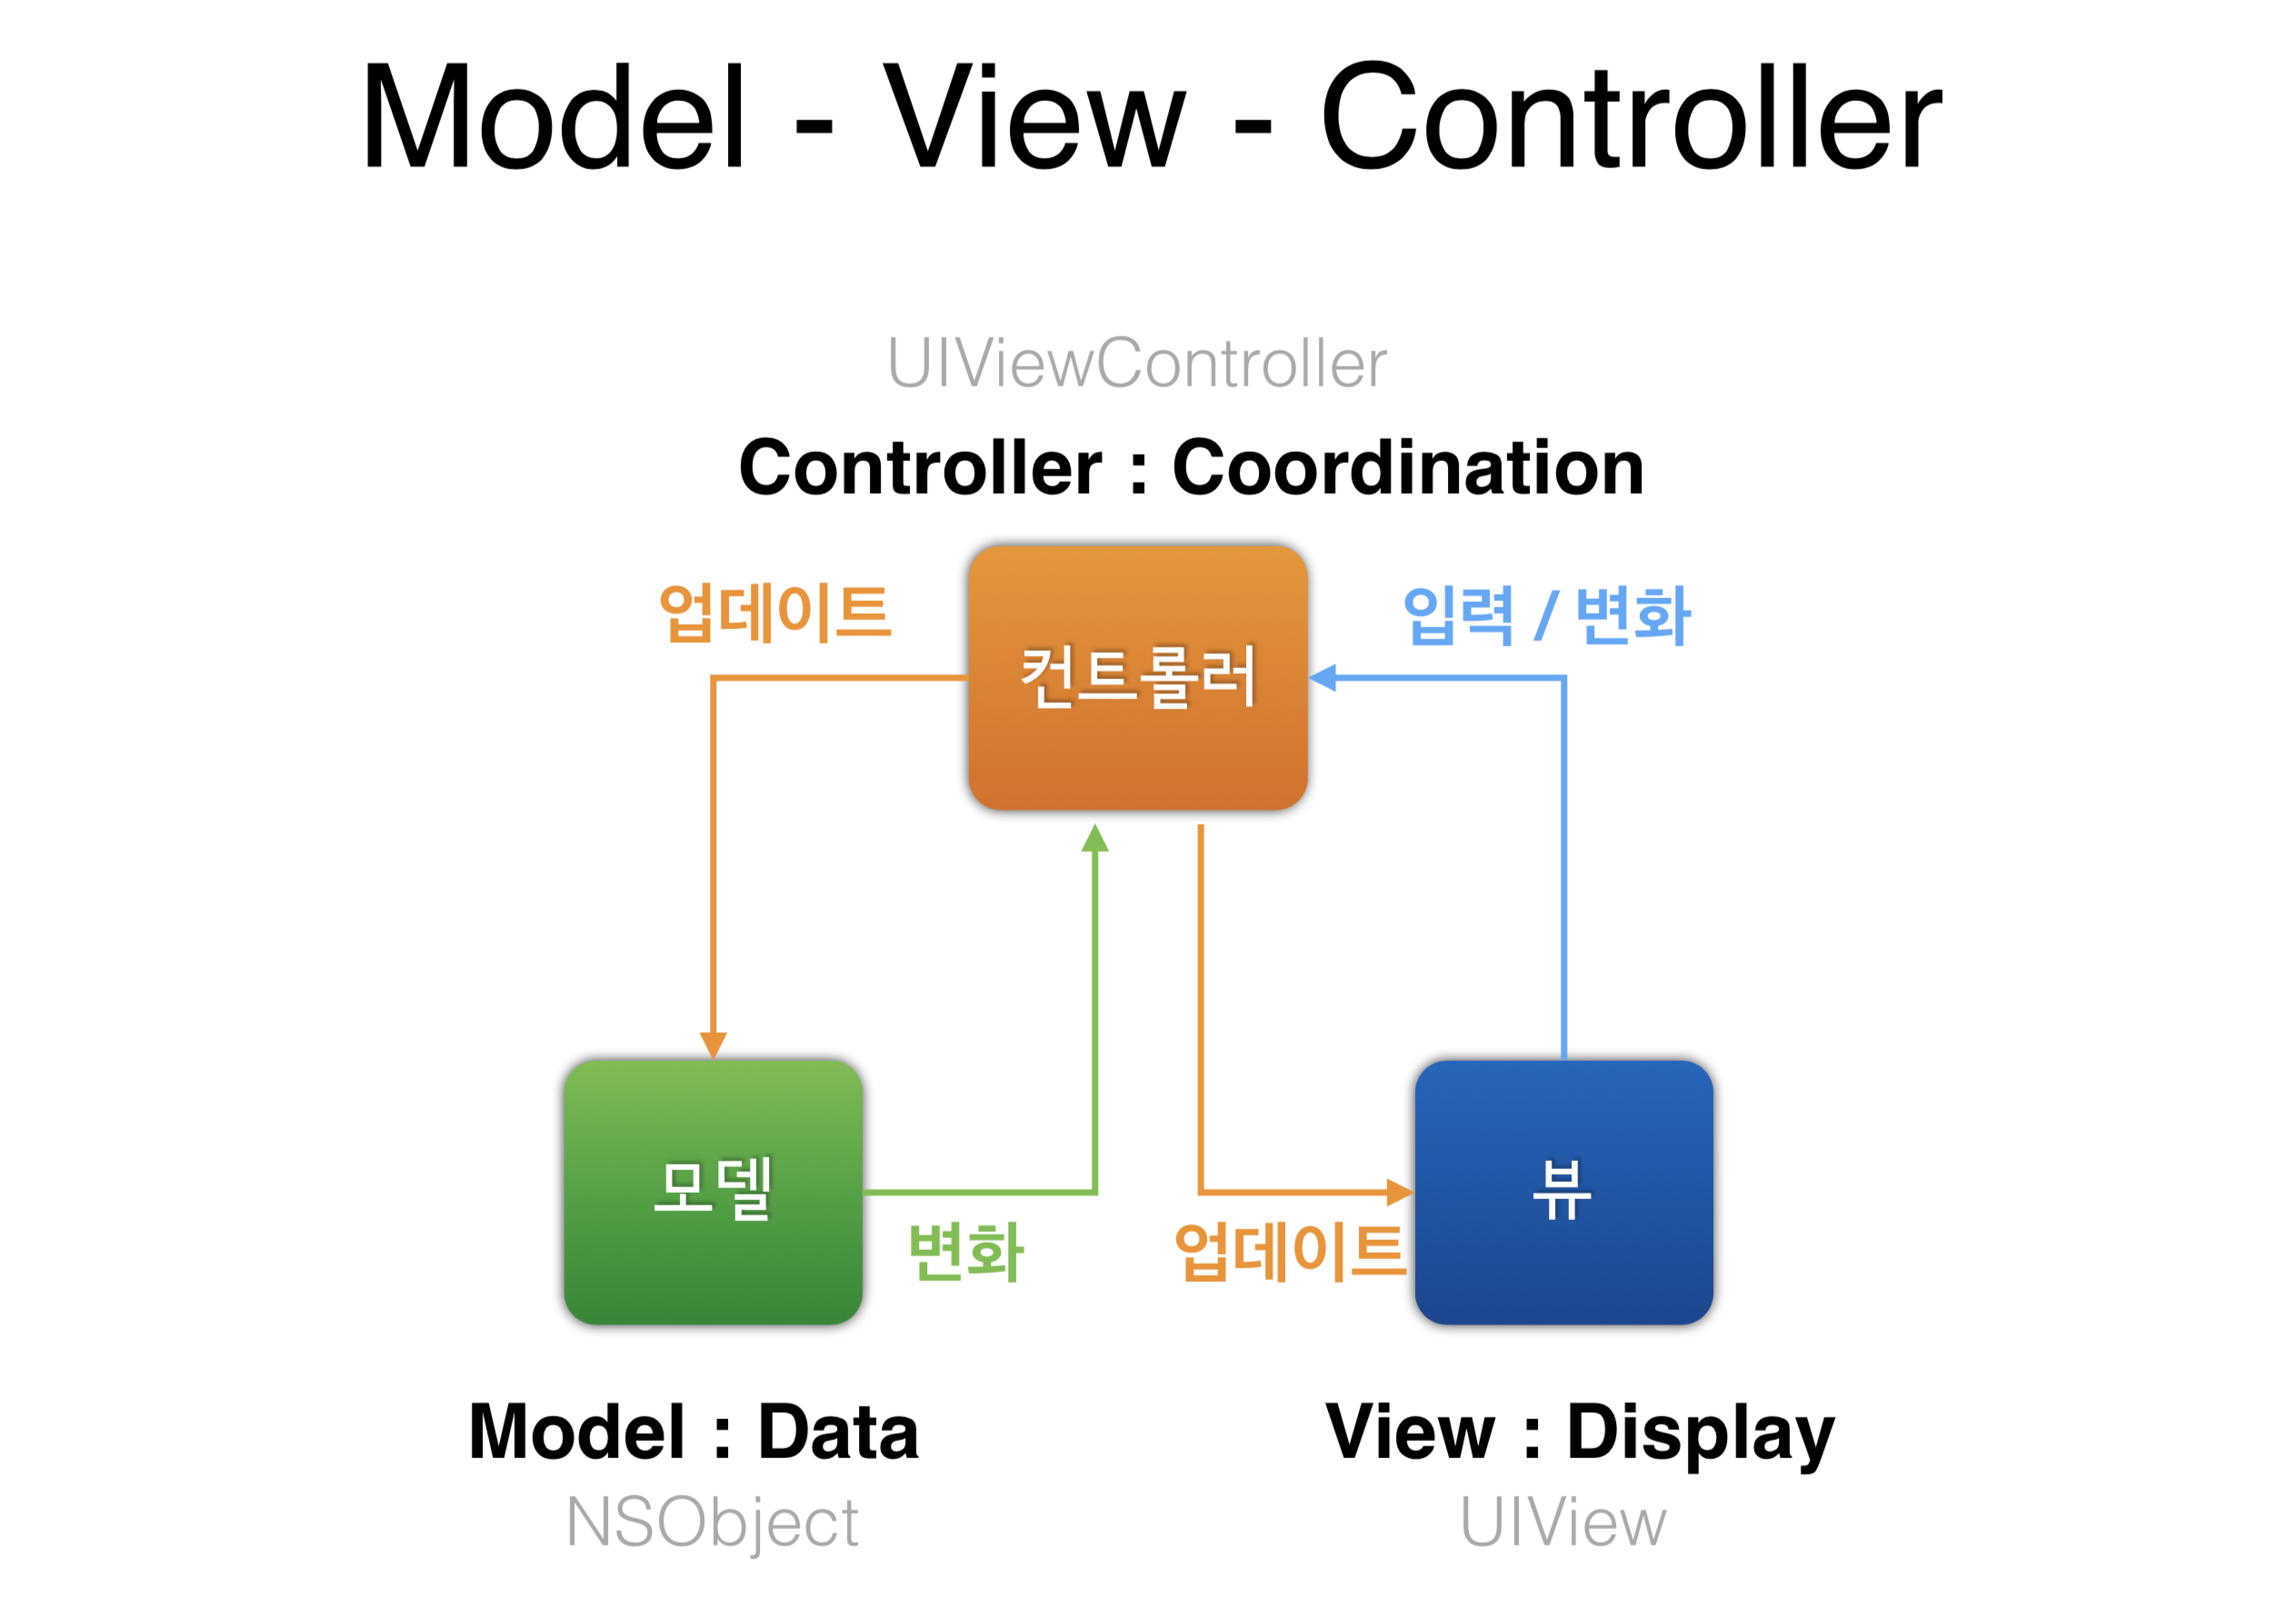 Model - View - Controller
UIViewController
Controller : Coordination
업데이트
입력 / 변화
컨트롤러
모델
뷰
변화
업데이트
Model : Data
View : Display
NSObject
UIView